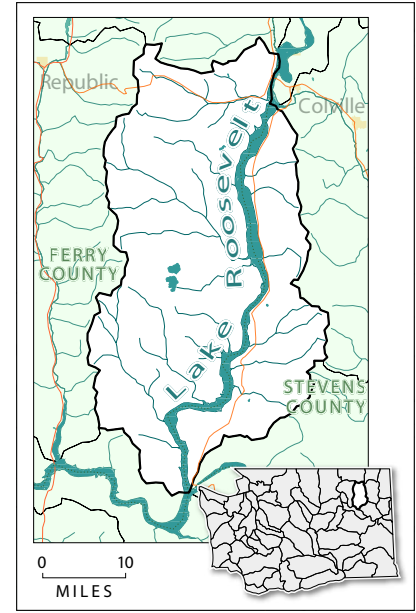 Republic
Colville
Lake Roosevelt
FERRY
COUNTY
STEVENS
COUNTY
0 10
MILES